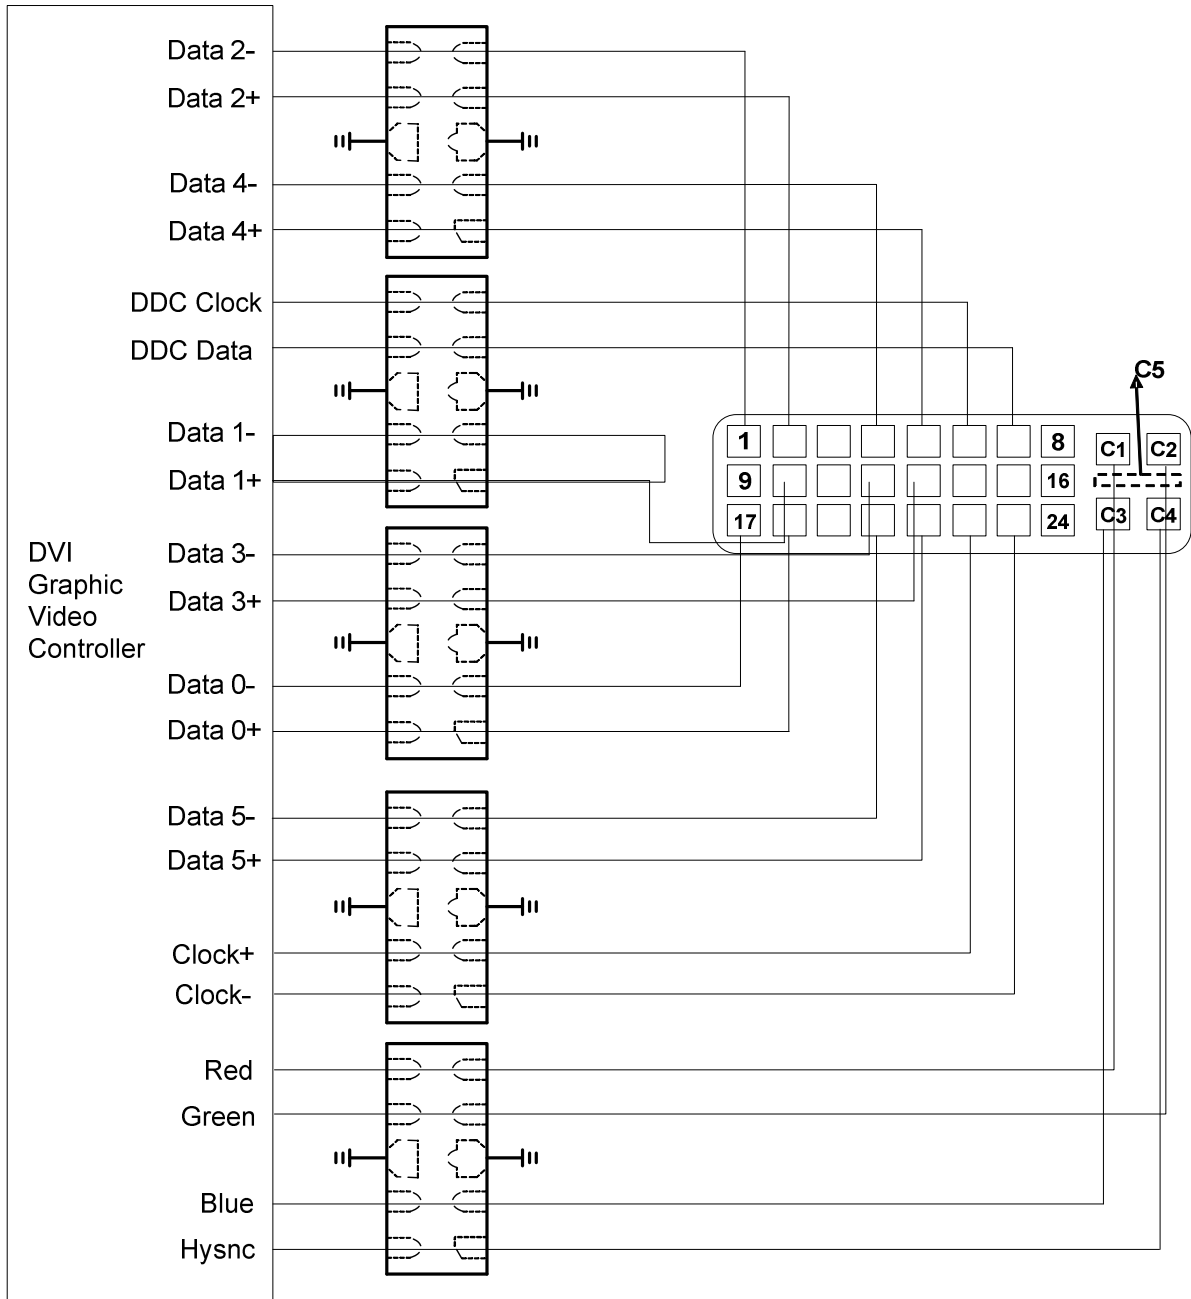 Data 2-
Data 2+
Data 4-
Data 4+
DDC Clock
DDC Data
Data 1-
Data 1+
DVI
Graphic
Video
Controller
Data 3-
Data 3+
Data 0-
Data 0+
Data 5-
Data 5+
Clock+
Clock-
Red
Green
Blue
Hysnc
C5
1
8
C1
C2
9
16
17
24
C3
C4